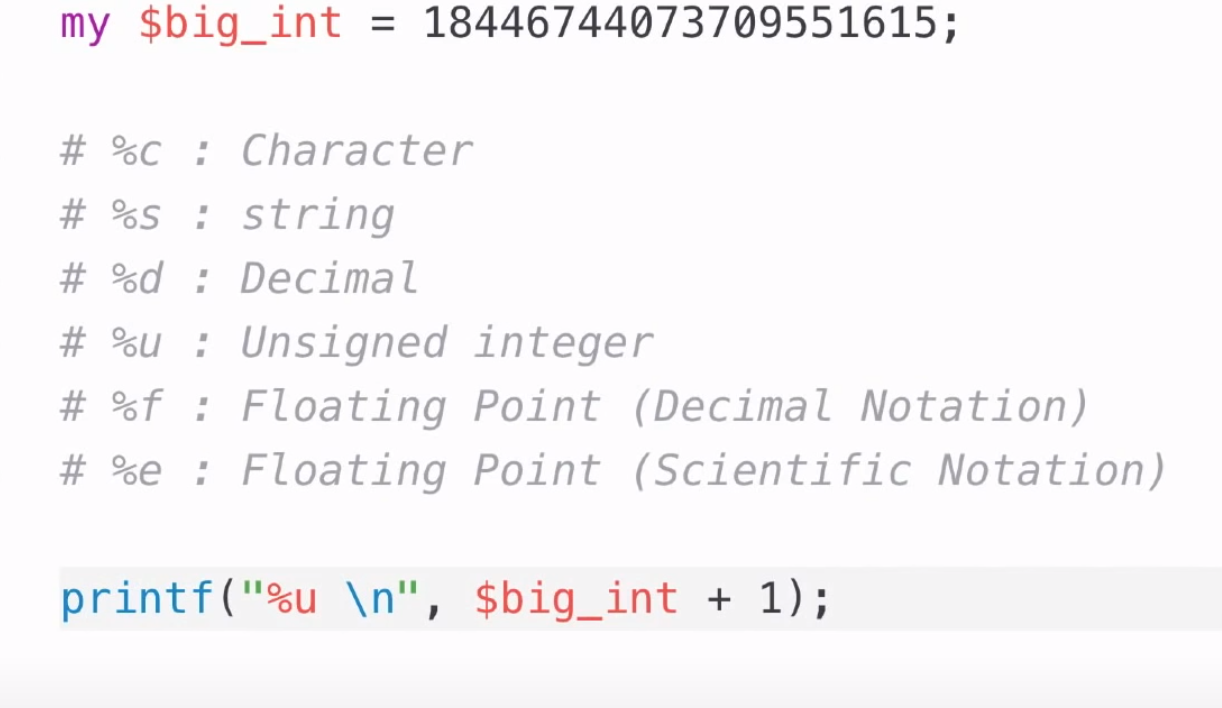 my $big_int = 18446744073709551615;
# %c : Character
# %s : string
# %d : Decimal
# %u : Unsigned integer
# %f : Floating Point (Decimal Notation)
# %e : Floating Point (Scientific Notation)
printf("%u \n", $big_int + 1);